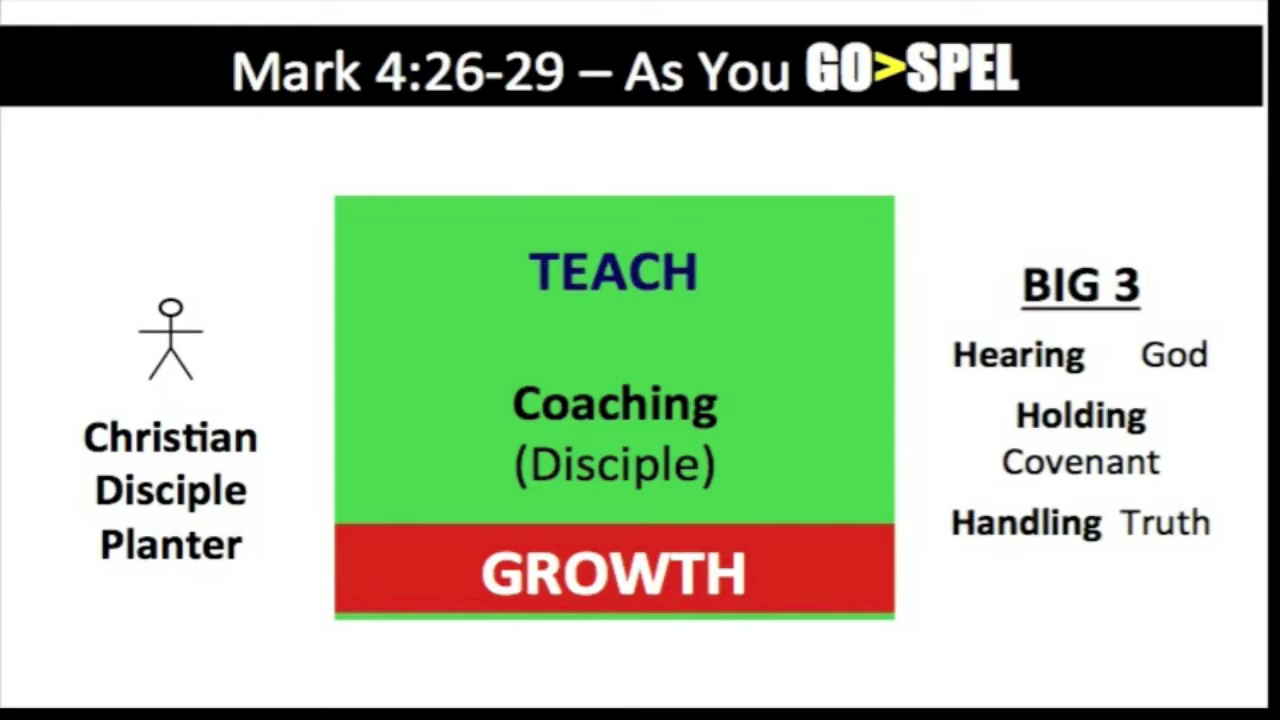 Mark 4:26-29 – As You GO>SPEL
Christian
Disciple
Planter
TEACH
Coaching
(Disciple)
GROWTH
BIG 3
Hearing God
Holding
Covenant
Handling Truth